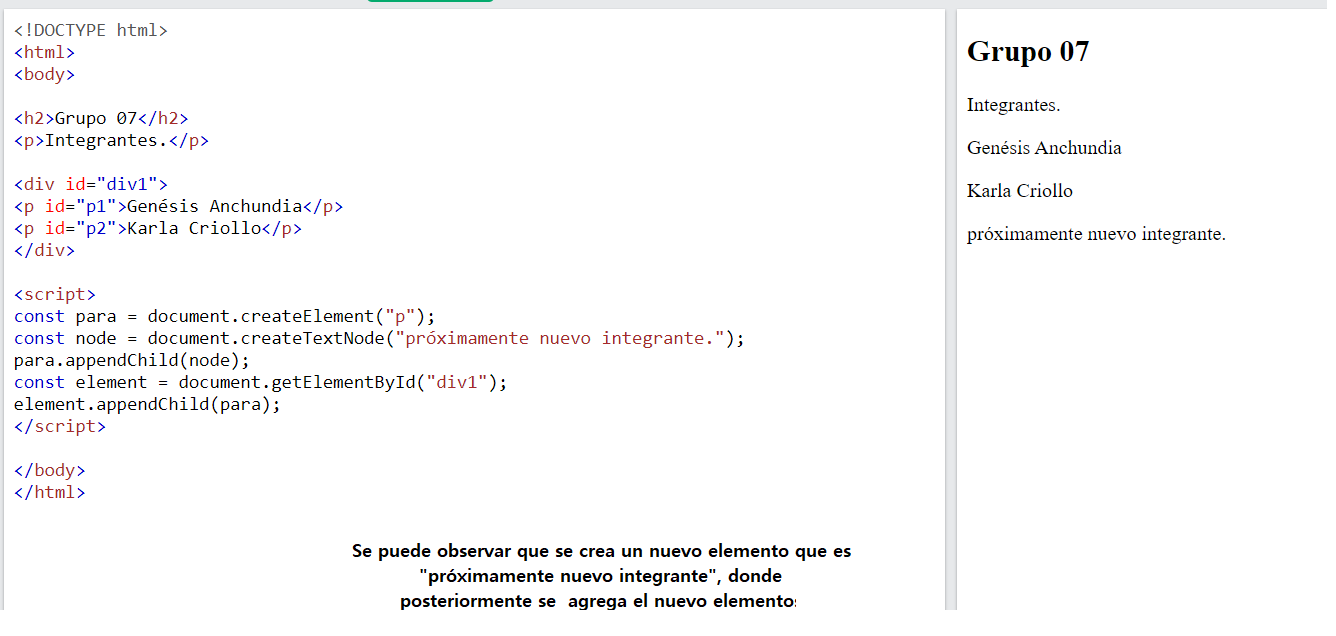 <!DOCTYPE html>
<html>
<body>
<h2>Grupo 07</h2>
<p>Integrantes.</p>
<div id="div1">
<p id="p1">Genésis Anchundia</p>
<p id="p2">Karla Criollo</p>
</div>
<script>
const para = document.createElement("p");
const node = document.createTextNode("próximamente nuevo integrante.");
para.appendChild(node);
const element = document.getElementById("div1");
element.appendChild(para);
</script>
</body>
</html>
Se puede observar que se crea un nuevo elemento que es
"próximamente nuevo integrante", donde
posteriormente se  agrega el nuevo elemento
Grupo 07
Integrantes.
Genésis Anchundia
Karla Criollo
próximamente nuevo integrante.